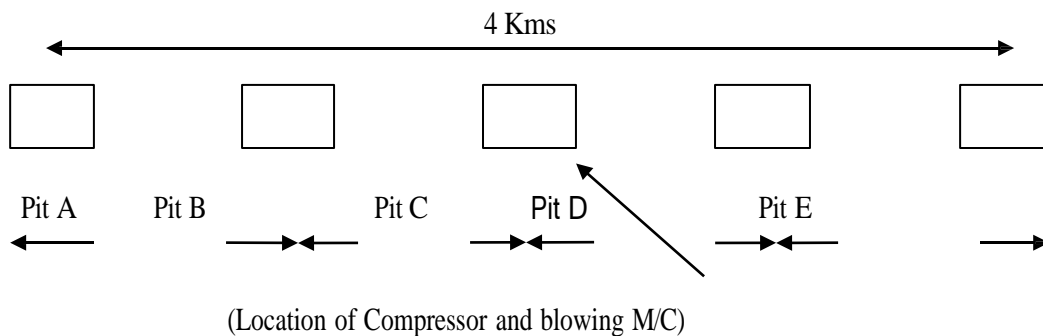 4 Kms
Pit A Pit B Pit C Pit D Pit E
(Location of Compressor and blowing M/C)